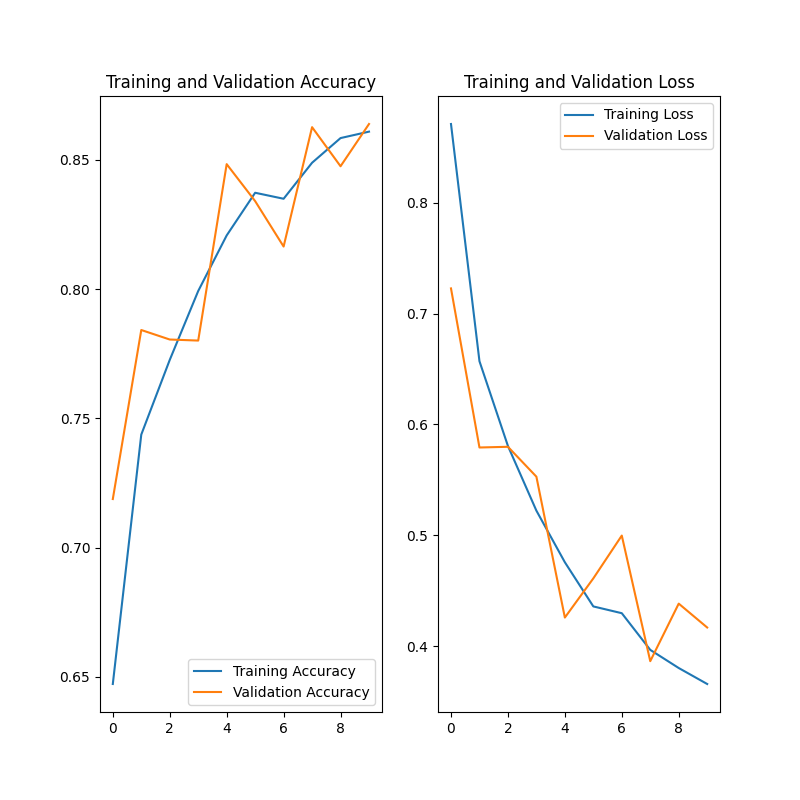 Training and Validation Accuracy
0.85
0.80
0.75
0.70
0.65
0 2 4 6 8
Training Accuracy
Validation Accuracy
Training and Validation Loss
0.8
0.7
0.6
0.5
0.4
0 2 4 6 8
Training Loss
Validation Loss